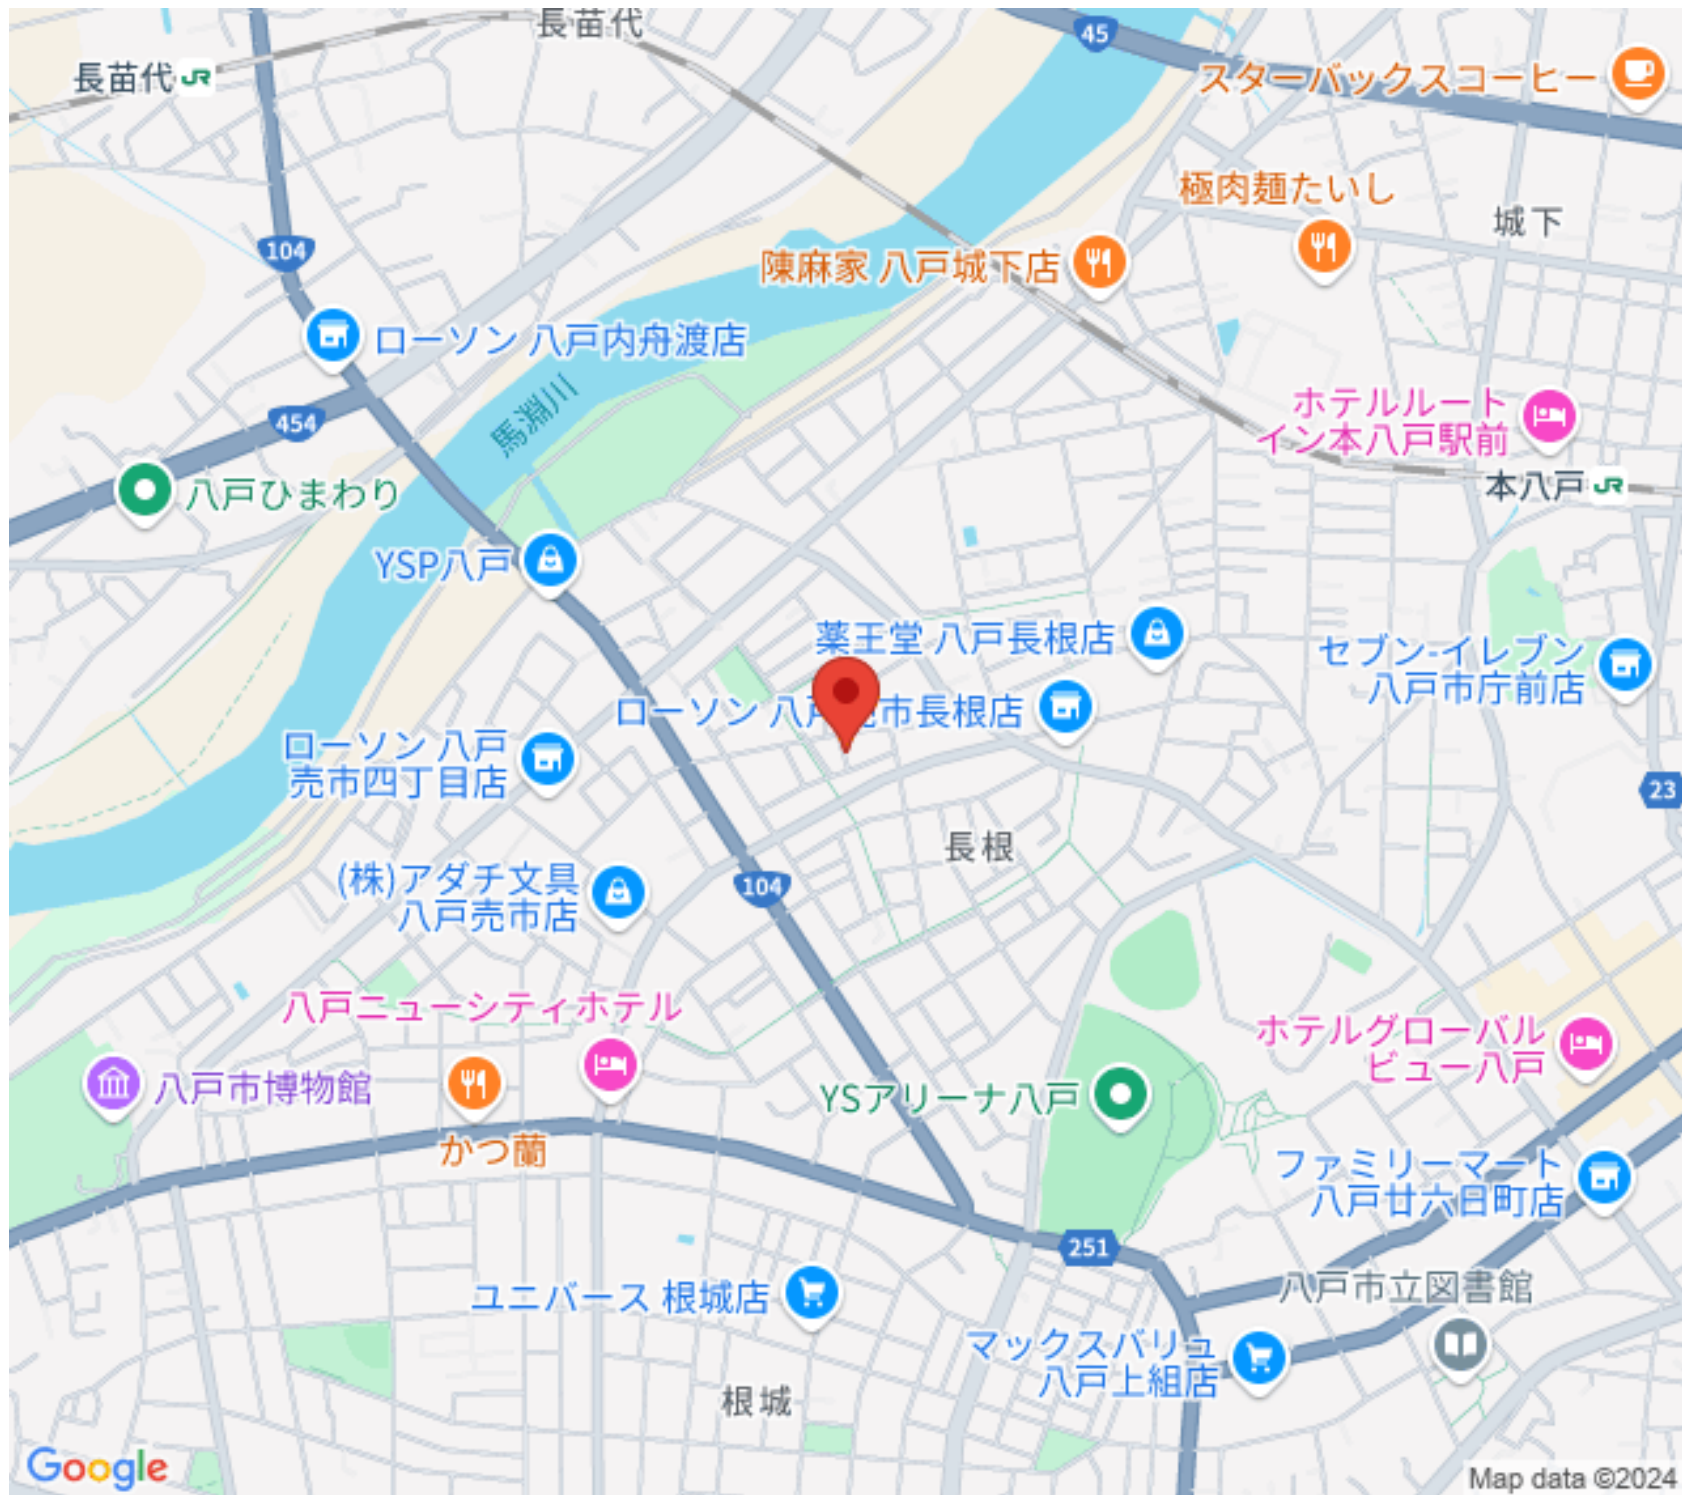 長苗代
45
長苗代 JR
スターバックスコーヒー
極肉麺たいし
城下
104
陳麻家 八戸城下店
ローソン 八戸内舟渡店
馬淵川
ホテルルート
イン本八戸駅前
454
本八戸 JR
八戸ひまわり
YSP八戸
薬王堂 八戸長根店
セブン-イレブン
八戸市庁前店
ローソン 八戸売市長根店
ローソン 八戸
売市四丁目店
23
長根
(株)アダチ文具
八戸売市店
104
八戸ニューシティホテル
ホテルグローバル
ビュー八戸
八戸市博物館
YSアリーナ八戸
かつ蘭
ファミリーマート
八戸廿六日町店
251
ユニバース 根城店
八戸市立図書館
マックスバリュ
八戸上組店
根城
Google
Map data ©2024